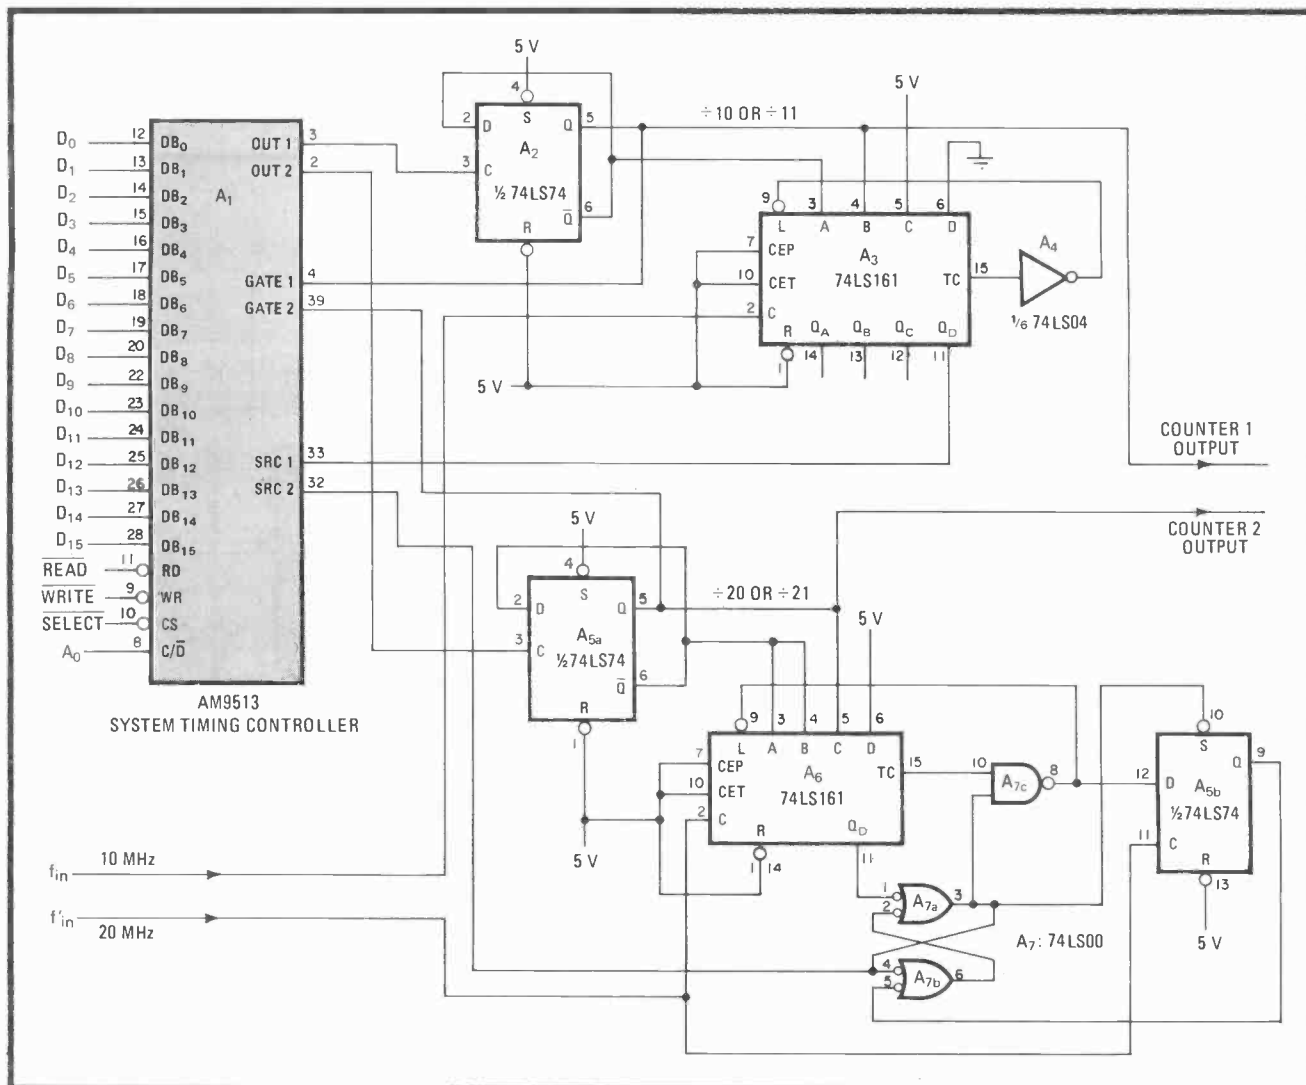 5 V
4
2 D S Q 5
A2
3 C
½ 74LS74
Q̅ 6
R
1
÷10 OR ÷11
5 V
9 3 4 5 6
L A B C D
7 CEP A3
74LS161
10 CET TC 15
2 C
R QA QB QC QD
1 14 13 12 11
A4
1/6 74LS04
5 V
D0 12 DB0 OUT 1 3
D1 13 DB1 OUT 2 2
D2 14 DB2 A1
D3 15 DB3
D4 16 DB4
D5 17 DB5 GATE 1 4
D6 18 DB6 GATE 2 39
D7 19 DB7
D8 20 DB8
D9 22 DB9
D10 23 DB10
D11 24 DB11
D12 25 DB12 SRC 1 33
D13 26 DB13 SRC 2 32
D14 27 DB14
D15 28 DB15
R̅E̅A̅D̅ 11 RD
W̅R̅I̅T̅E̅ 9 WR
S̅E̅L̅E̅C̅T̅ 10 CS
A0 8 C/D̅
AM9513
SYSTEM TIMING CONTROLLER
COUNTER 1
OUTPUT
COUNTER 2
OUTPUT
5 V
4
2 D S Q 5
A5a
3 C
½74LS74
Q̅ 6
R
1
5 V
÷20 OR ÷21
5 V
9 3 4 5 6
L A B C D
7 CEP A6 TC 15
10 CET 74LS161
2 C
R QD
1 14 11
10 A7c 8
1 A7a 3
2
4 A7b 6
5
A7: 74LS00
10
S Q 9
12 D A5b
½74LS74
11 C
R
13
5 V
fin 10 MHz
f'in
20 MHz